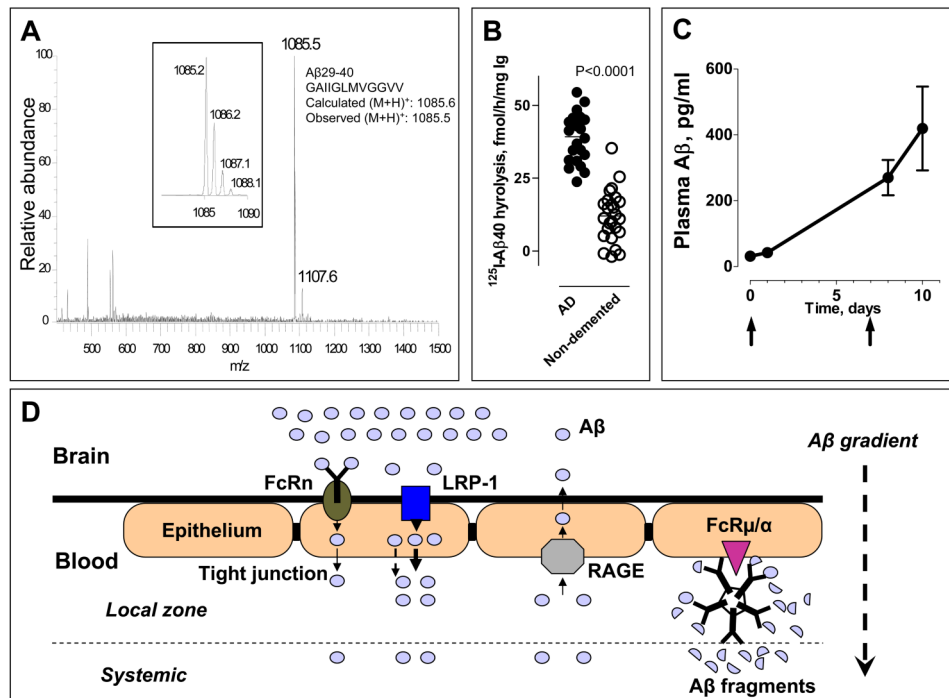 A
1085.5
100
80
60
40
20
0
Relative abundance
1085.2
1086.2
1087.1
1088.1
1085
1090
Aβ29-40
GAIIGLMVGGVV
Calculated (M+H)⁺: 1085.6
Observed (M+H)⁺: 1085.5
1107.6
500 600 700 800 900 1000 1100 1200 1300 1400 1500
m/z
B
P<0.0001
50
25
0
¹²⁵I-Aβ40 hyrolysis, fmol/h/mg Ig
AD
Non-demented
C
600
400
200
0
Plasma Aβ, pg/ml
0 5 10
Time, days
D
Aβ
Aβ gradient
Brain
FcRn
LRP-1
Epithelium
FcRµ/α
Blood
Tight junction
RAGE
Local zone
Systemic
Aβ fragments